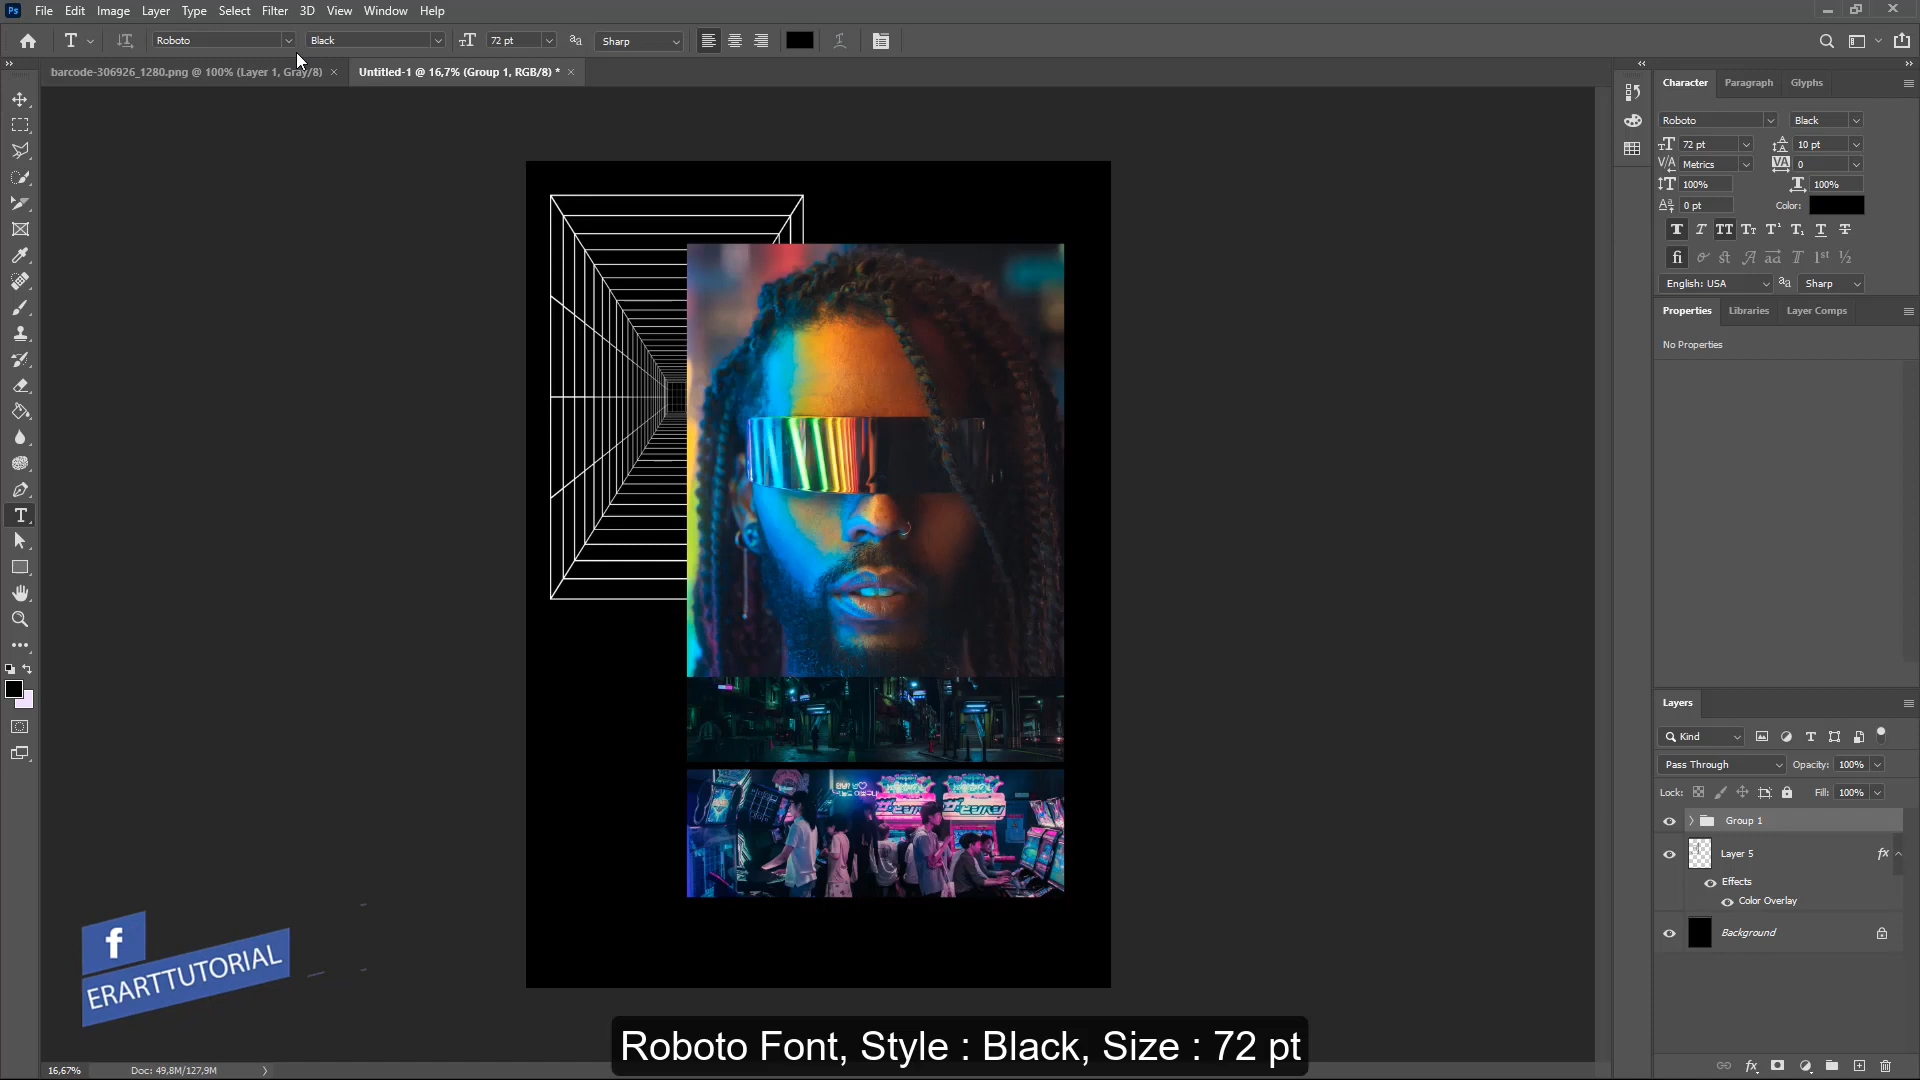 Ps File Edit Image Layer Type Select Filter 3D View Window Help
T Roboto Black 72 pt Sharp
barcode-306926_1280.png @ 100% (Layer 1, Gray/8) × Untitled-1 @ 16,7% (Group 1, RGB/8) * ×
Character Paragraph Glyphs
Roboto Black
72 pt 10 pt
Metrics 0
100% 100%
0 pt Color:
English: USA Sharp
Properties Libraries Layer Comps
No Properties
Layers
Kind
Pass Through Opacity: 100%
Lock: Fill: 100%
Group 1
Layer 5 fx
Effects
Color Overlay
Background
f
ERARTTUTORIAL
Roboto Font, Style : Black, Size : 72 pt
16,67% Doc: 49,8M/127,9M